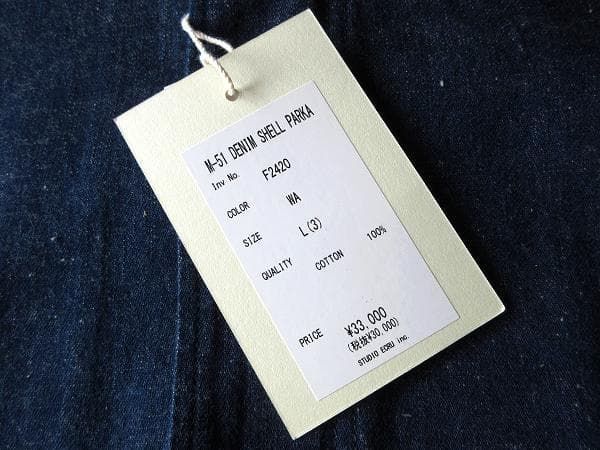 M-51 DENIM SHELL PARKA
Inv No. F2420
COLOR WA
SIZE L(3)
QUALITY COTTON 100%
PRICE ¥33,000
(税抜¥30,000)
STUDIO ECRU inc.